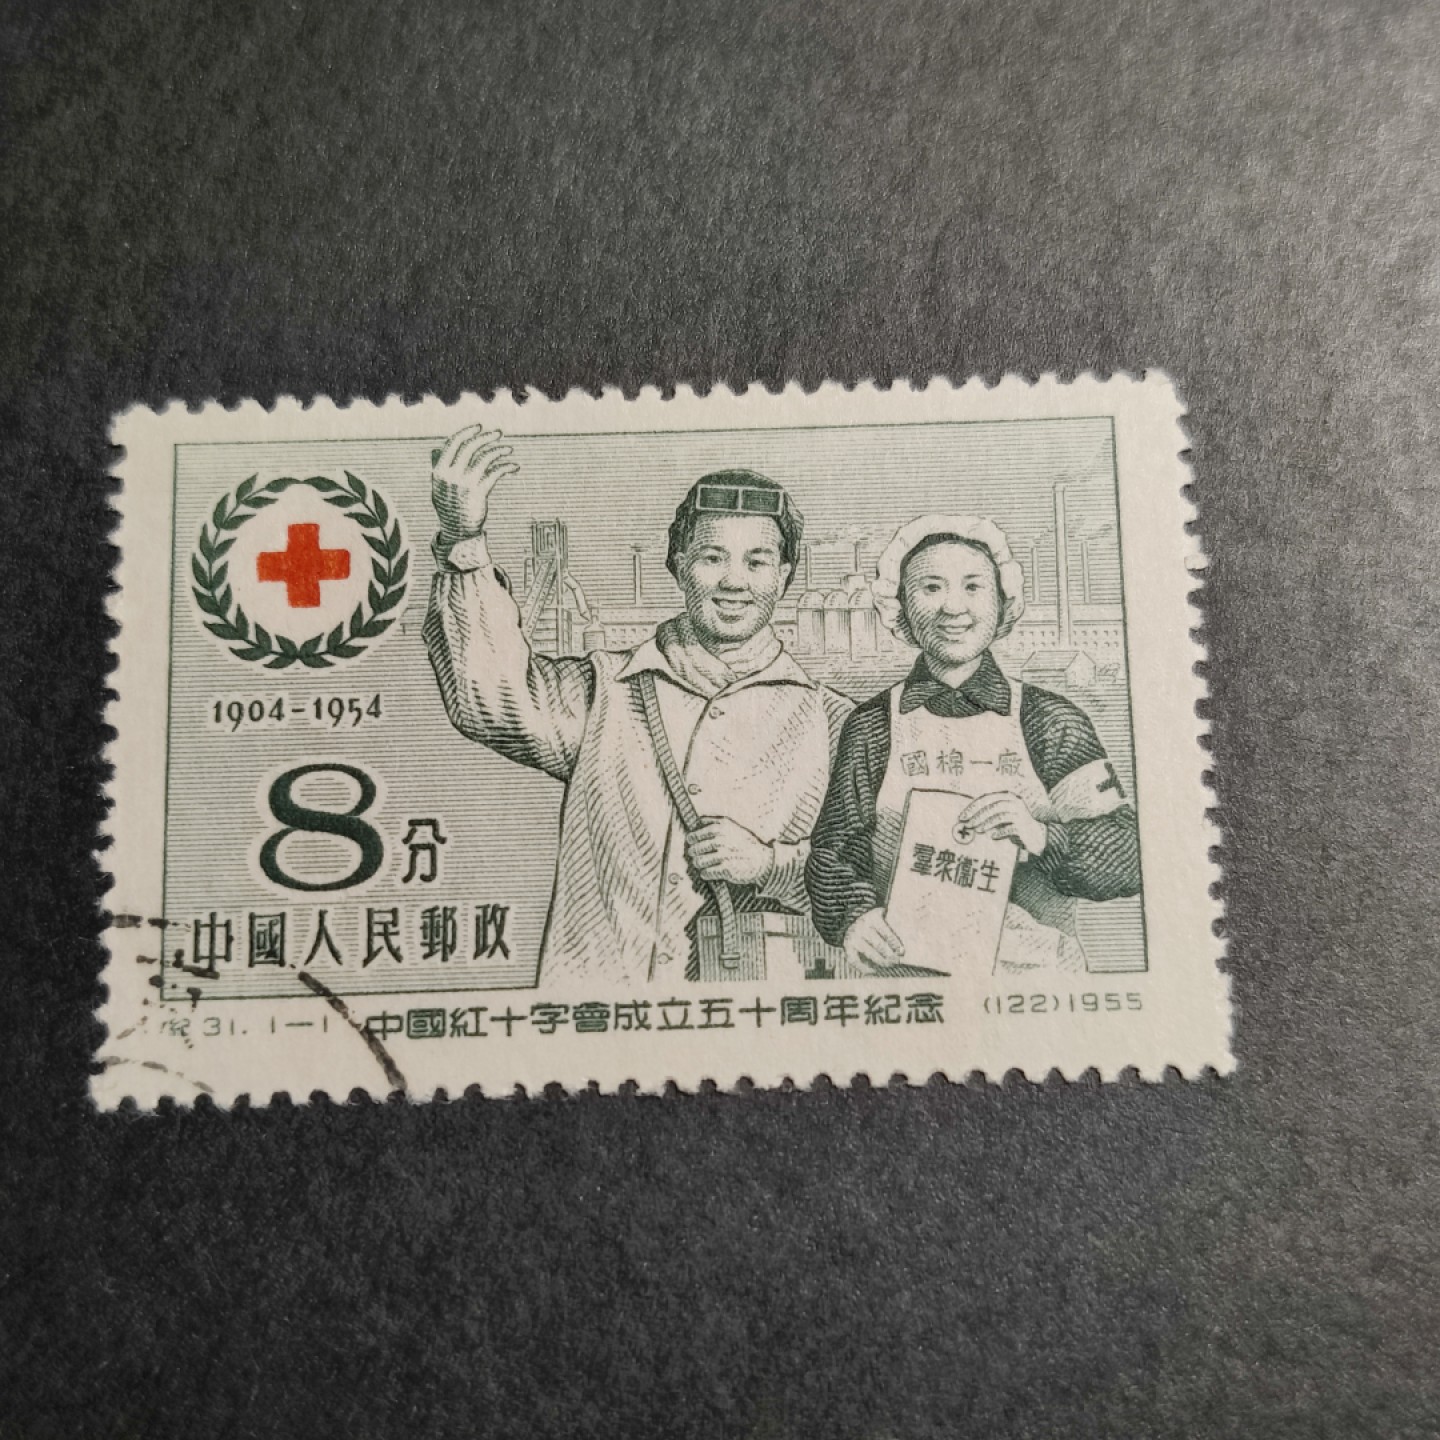 1904-1954
8分
中國人民郵政
國棉一廠
羣衆衞生
紀31.1—1 中國紅十字會成立五十周年紀念 (122)1955